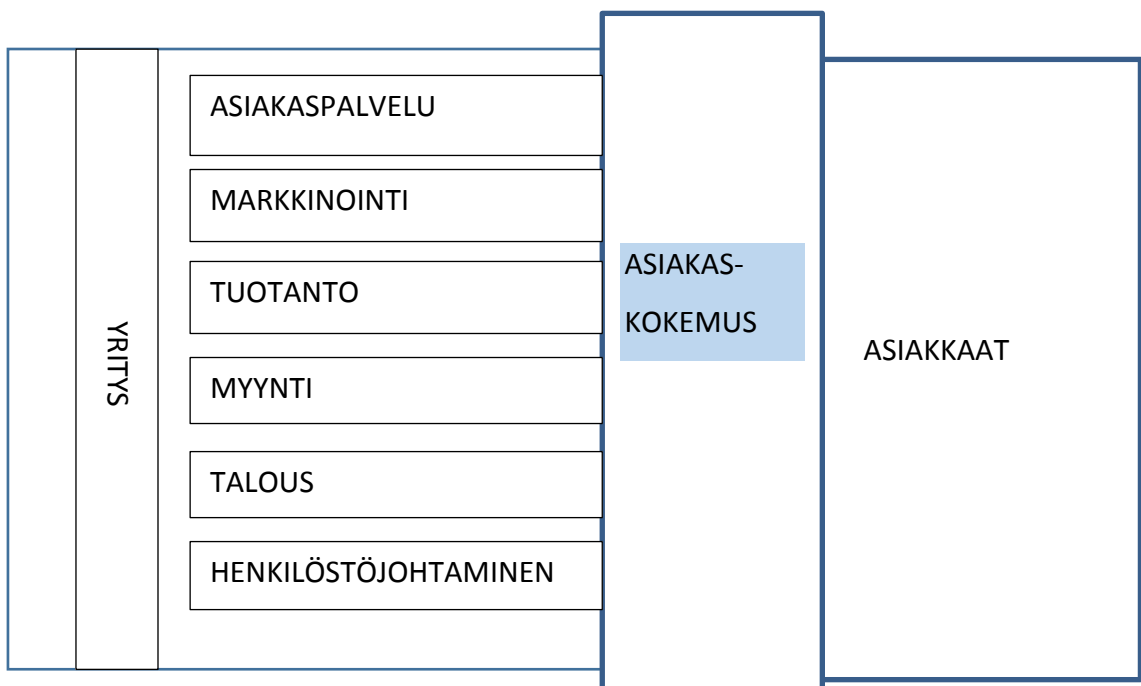 YRITYS
ASIAKASPALVELU
MARKKINOINTI
TUOTANTO
MYYNTI
TALOUS
HENKILÖSTÖJOHTAMINEN
ASIAKAS-
KOKEMUS
ASIAKKAAT